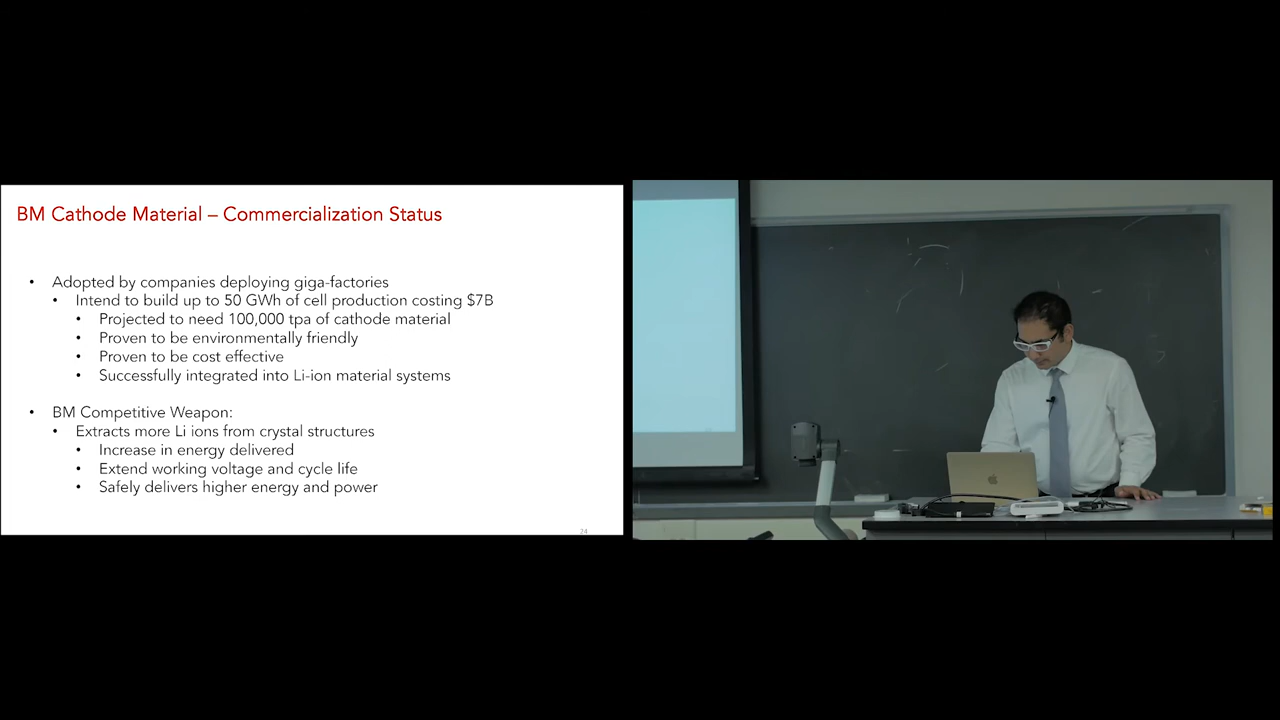 BM Cathode Material – Commercialization Status
• Adopted by companies deploying giga-factories
• Intend to build up to 50 GWh of cell production costing $7B
• Projected to need 100,000 tpa of cathode material
• Proven to be environmentally friendly
• Proven to be cost effective
• Successfully integrated into Li-ion material systems
• BM Competitive Weapon:
• Extracts more Li ions from crystal structures
• Increase in energy delivered
• Extend working voltage and cycle life
• Safely delivers higher energy and power
24